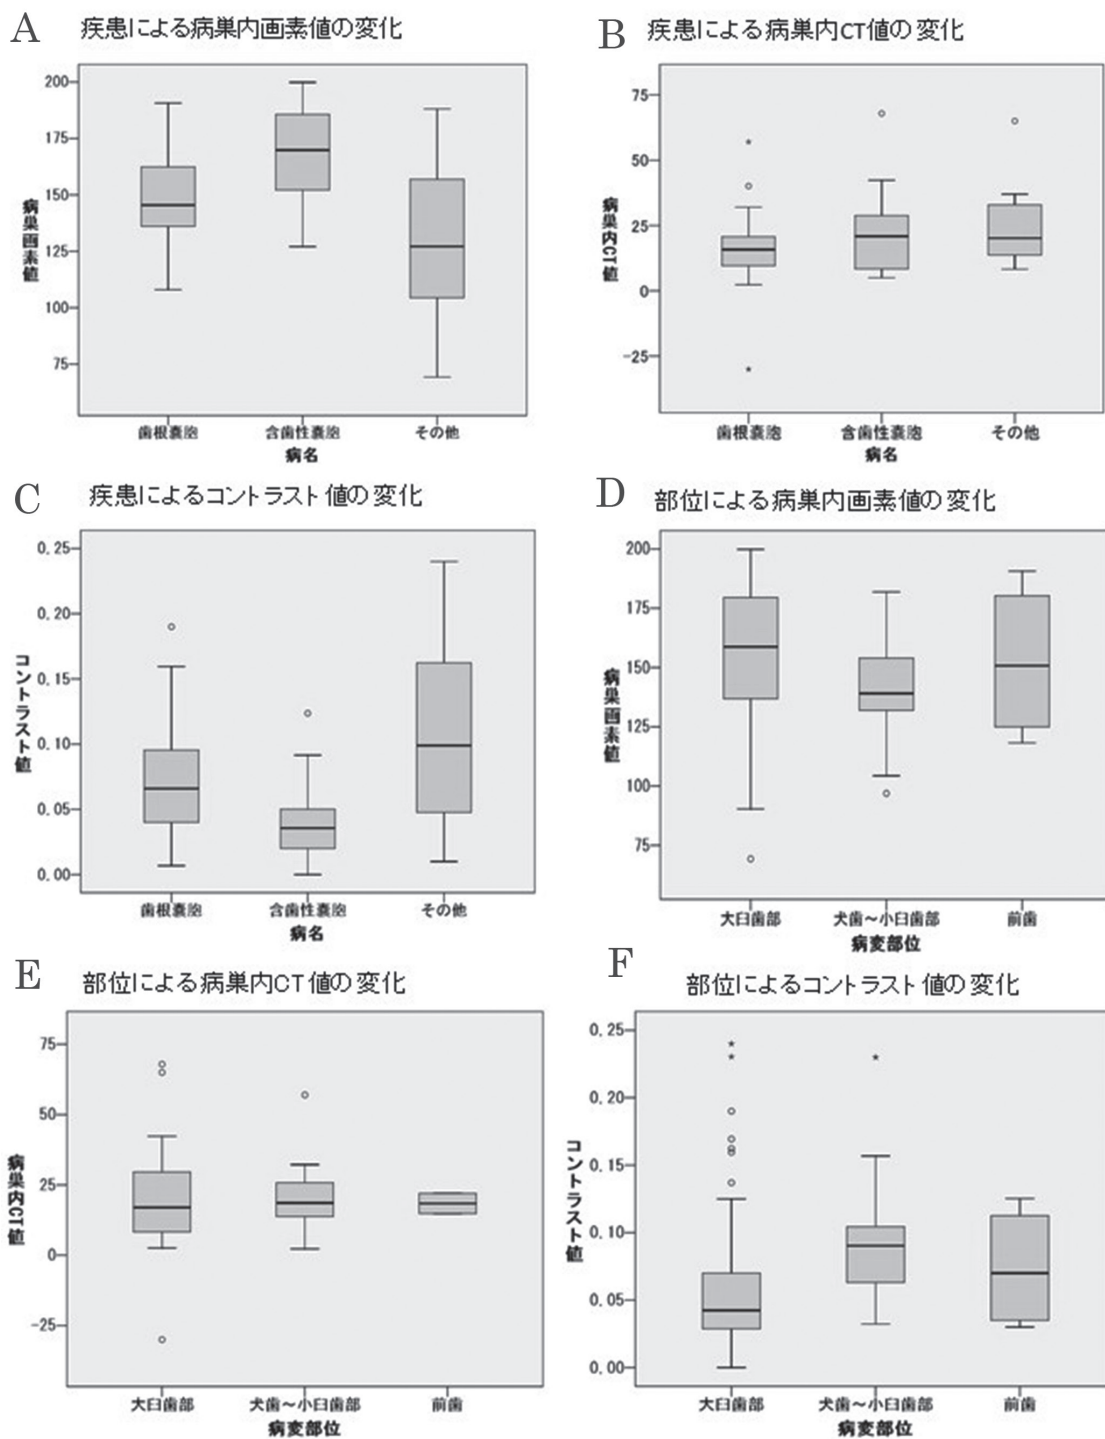 A 疾患による病巣内画素値の変化
200
175
150
125
100
75
病巣画素値
歯根嚢胞 含歯性嚢胞 その他
病名
B 疾患による病巣内CT値の変化
75
50
25
0
-25
病巣内CT値
歯根嚢胞 含歯性嚢胞 その他
病名
C 疾患によるコントラスト値の変化
0.25
0.20
0.15
0.10
0.05
0.00
コントラスト値
歯根嚢胞 含歯性嚢胞 その他
病名
D 部位による病巣内画素値の変化
200
175
150
125
100
75
病巣画素値
大臼歯部 犬歯～小臼歯部 前歯
病変部位
E 部位による病巣内CT値の変化
75
50
25
0
-25
病巣内CT値
大臼歯部 犬歯～小臼歯部 前歯
病変部位
F 部位によるコントラスト値の変化
0.25
0.20
0.15
0.10
0.05
0.00
コントラスト値
大臼歯部 犬歯～小臼歯部 前歯
病変部位